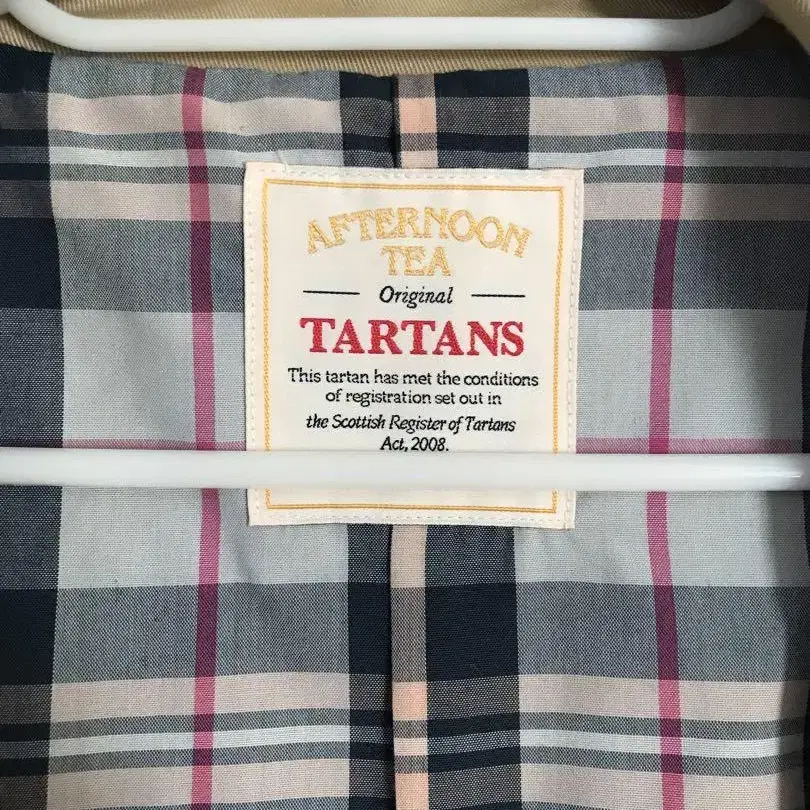 AFTERNOON
TEA
Original
TARTANS
This tartan has met the conditions
of registration set out in
the Scottish Register of Tartans
Act, 2008.